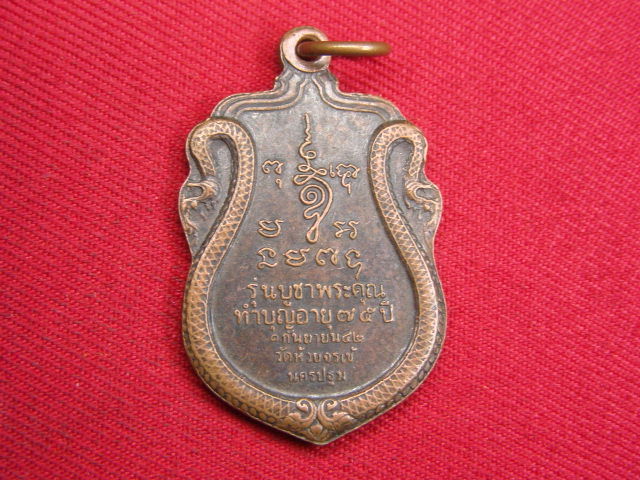 รุ่นบูชาพระคุณ
ทำบุญอายุ ๗๕ ปี
๑ กันยายน ๔๒
วัดห้วยจรเข้
นครปฐม